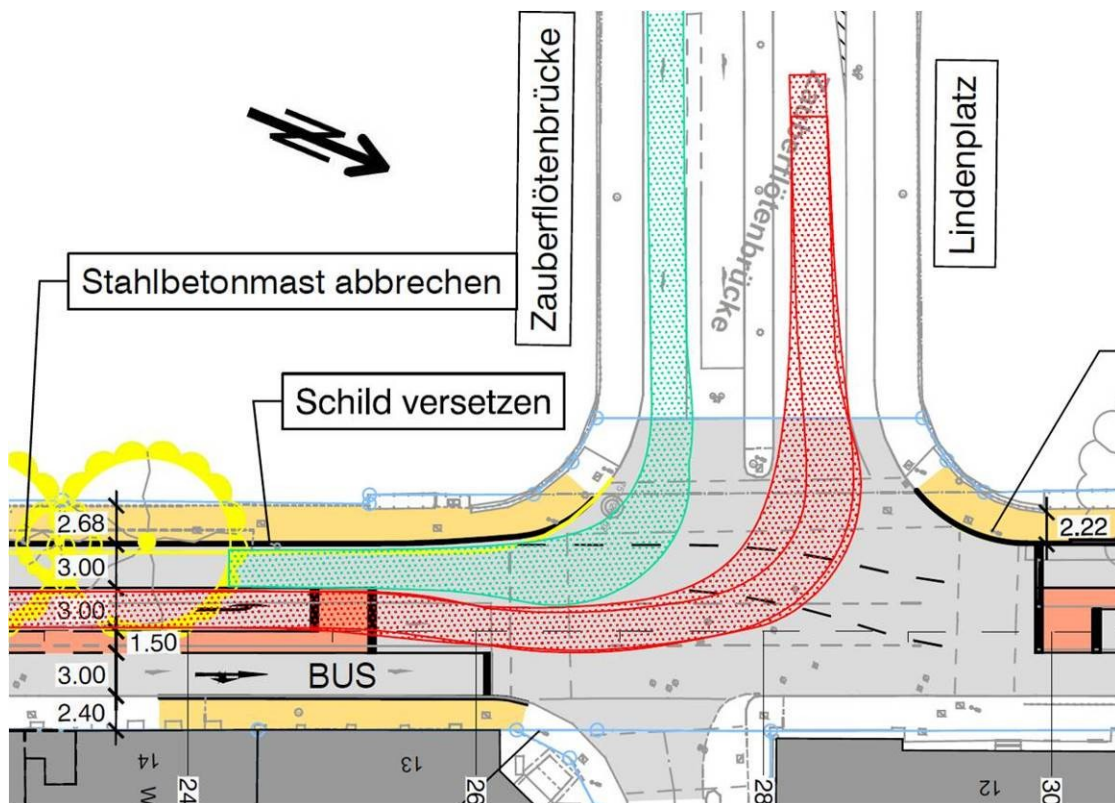 Zauberflötenbrücke
Lindenplatz
Zauberflötenbrücke
Stahlbetonmast abbrechen
Schild versetzen
2.68
2.22
3.00
3.00
1.50
3.00
BUS
2.40
14
13
12
W
24
26
28
30